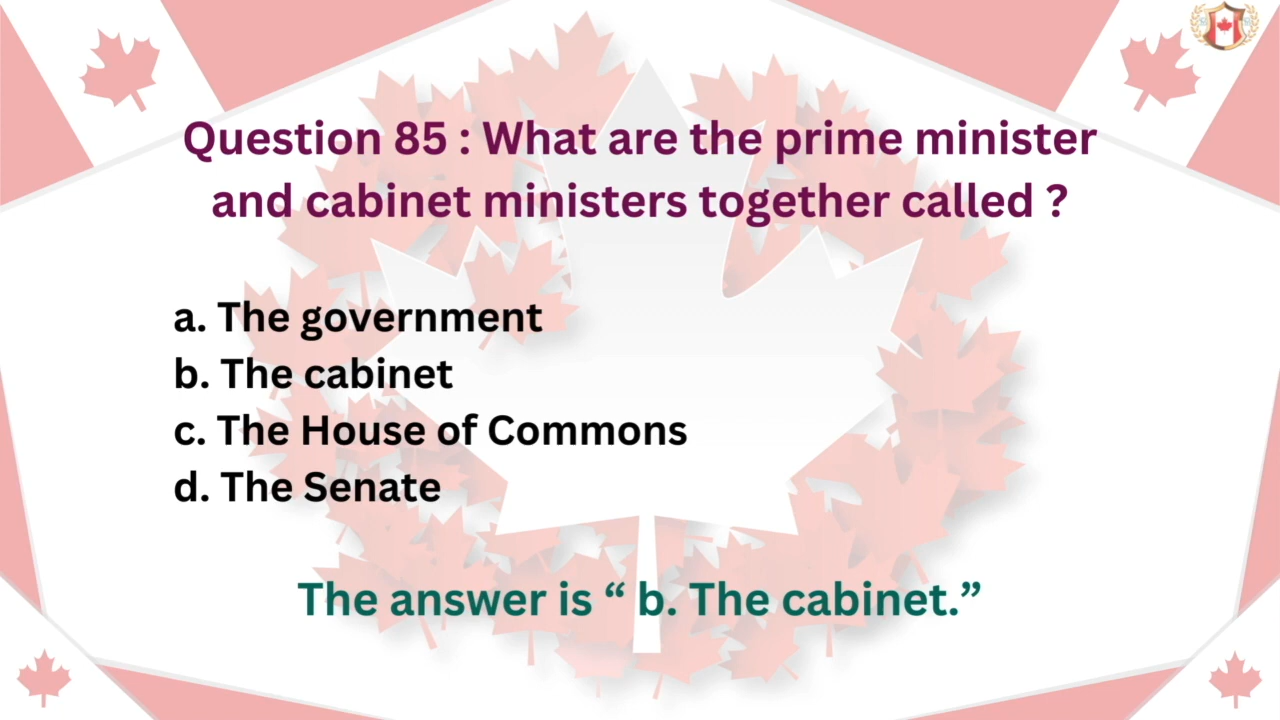 Question 85 : What are the prime minister
and cabinet ministers together called ?
a. The government
b. The cabinet
c. The House of Commons
d. The Senate
The answer is “ b. The cabinet.”